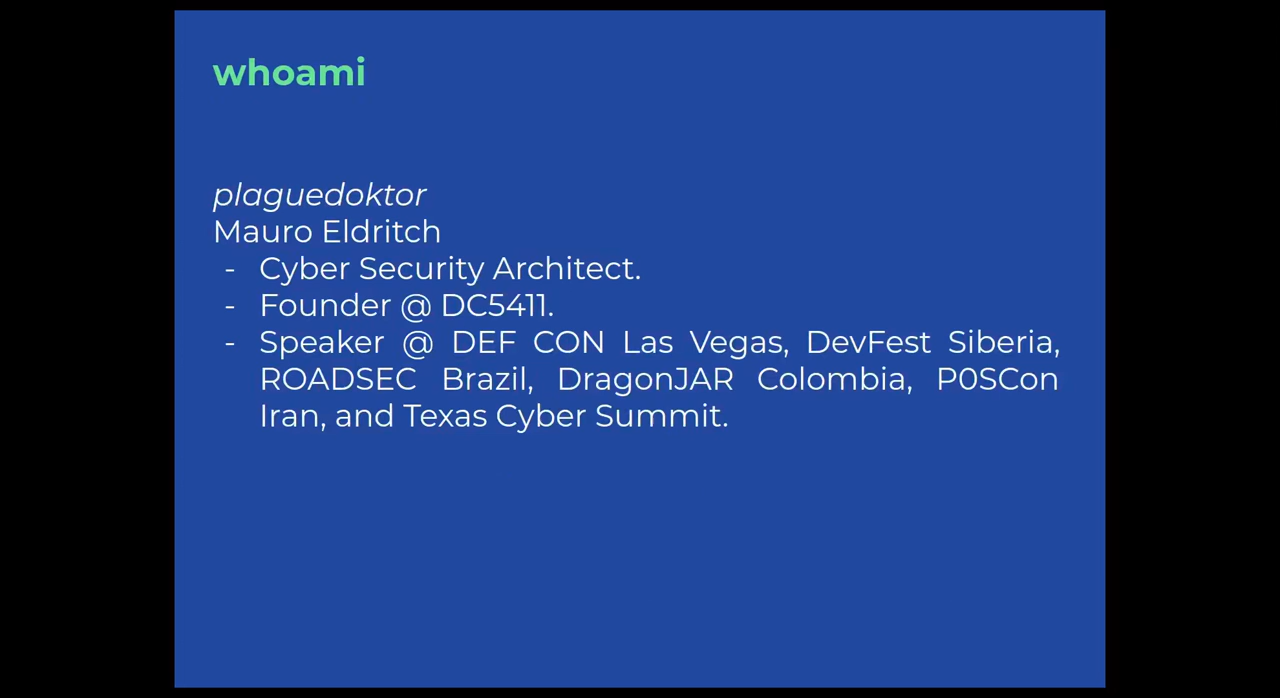 whoami
plaguedoktor
Mauro Eldritch
- Cyber Security Architect.
- Founder @ DC5411.
- Speaker @ DEF CON Las Vegas, DevFest Siberia,
ROADSEC Brazil, DragonJAR Colombia, P0SCon
Iran, and Texas Cyber Summit.